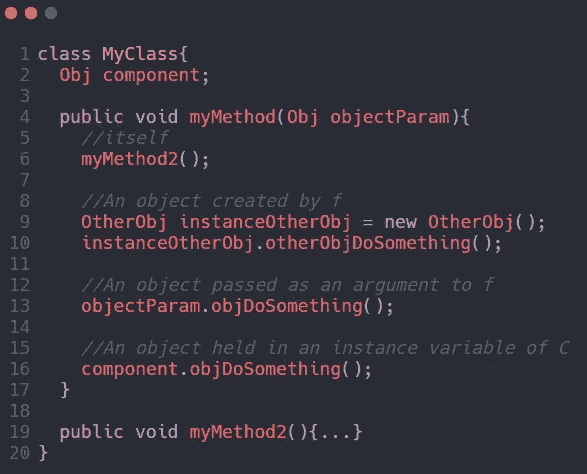 1 class MyClass{
2   Obj component;
3
4   public void myMethod(Obj objectParam){
5     //itself
6     myMethod2();
7
8     //An object created by f
9     OtherObj instanceOtherObj = new OtherObj();
10     instanceOtherObj.otherObjDoSomething();
11
12     //An object passed as an argument to f
13     objectParam.objDoSomething();
14
15     //An object held in an instance variable of C
16     component.objDoSomething();
17   }
18
19   public void myMethod2(){...}
20 }